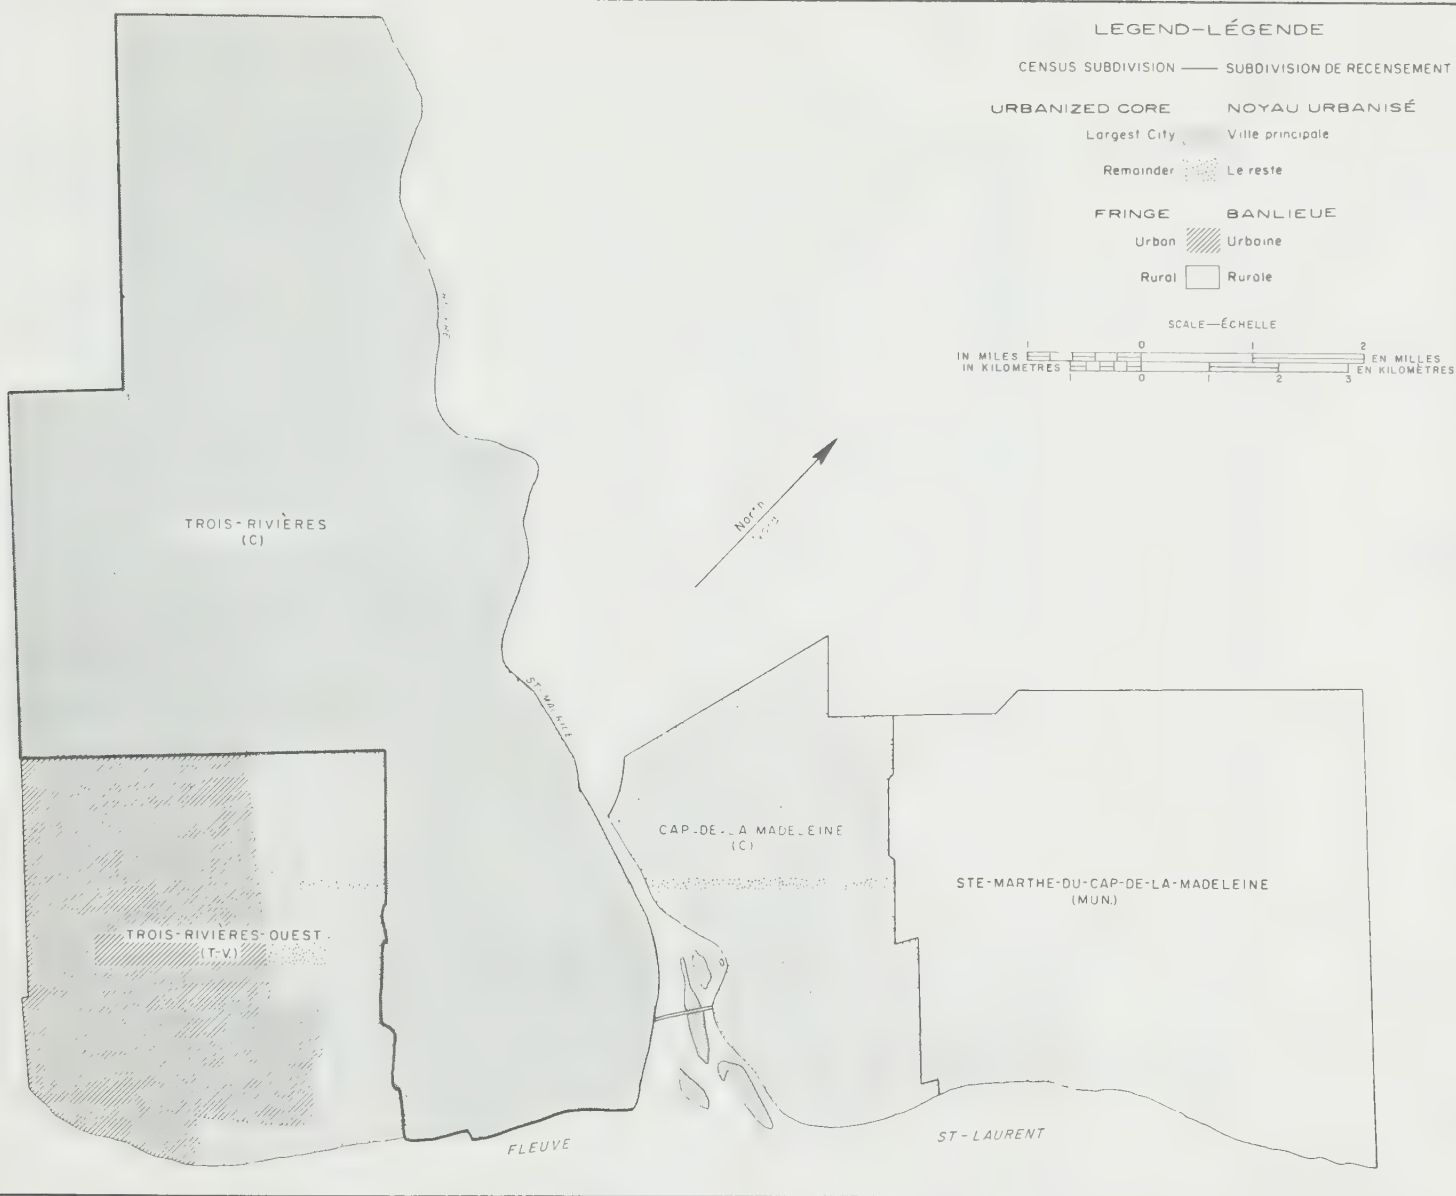 LEGEND–LÉGENDE
CENSUS SUBDIVISION SUBDIVISION DE RECENSEMENT
URBANIZED CORE NOYAU URBANISÉ
Largest City Ville principale
Remainder Le reste
FRINGE BANLIEUE
Urban Urbaine
Rural Rurale
SCALE—ÉCHELLE
1 0 1 2
IN MILES EN MILLES
IN KILOMETRES EN KILOMÈTRES
1 0 1 2 3
North
Nord
TROIS-RIVIÈRES
(C)
ST-MAURICE
CAP-DE-LA MADELEINE
(C)
STE-MARTHE-DU-CAP-DE-LA-MADELEINE
(MUN.)
TROIS-RIVIÈRES-OUEST
(T-V.)
FLEUVE
ST-LAURENT